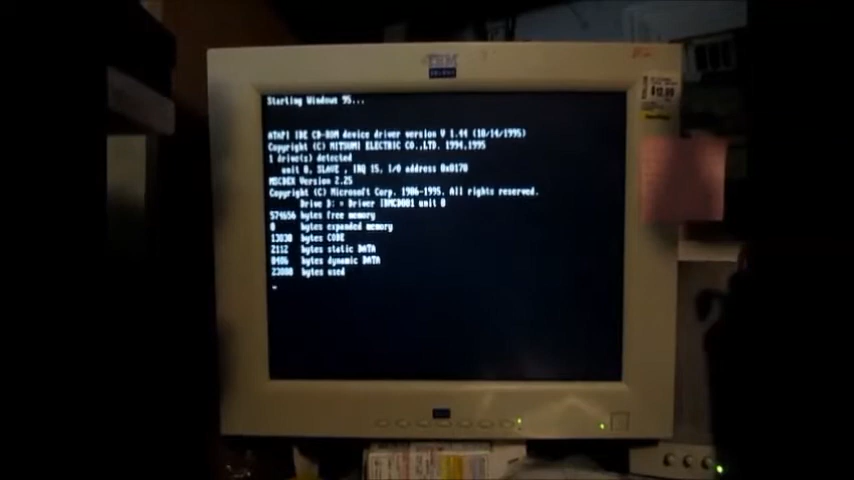 IBM
Starting Windows 95...
ATAPI IDE CD-ROM device driver version V 1.44 (10/14/1995)
Copyright (C) MITSUMI ELECTRIC CO.,LTD. 1994,1995
1 drive(s) detected
unit 0, SLAVE , IRQ 15, I/O address 0x0170
MSCDEX Version 2.25
Copyright (C) Microsoft Corp. 1986-1995. All rights reserved.
Drive D: = Driver IBMCD001 unit 0
574656 bytes free memory
0 bytes expanded memory
bytes CODE
2112 bytes static DATA
bytes dynamic DATA
bytes used